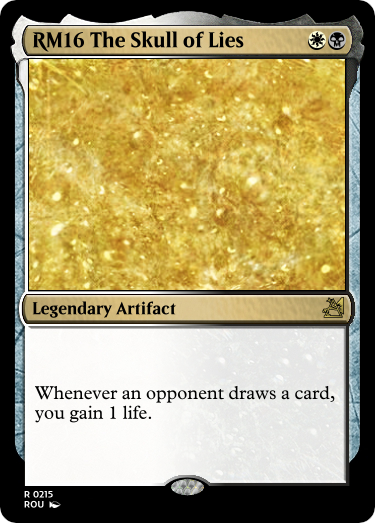 RM16 The Skull of Lies
Legendary Artifact
Whenever an opponent draws a card,
you gain 1 life.
R 0215
ROU